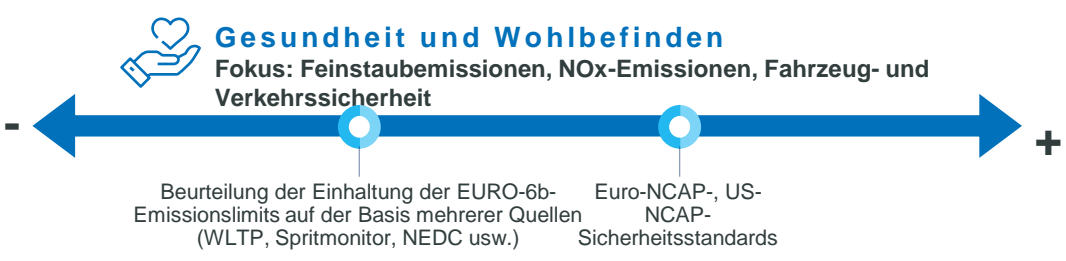 Gesundheit und Wohlbefinden
Fokus: Feinstaubemissionen, NOx-Emissionen, Fahrzeug- und
Verkehrssicherheit
- +
Beurteilung der Einhaltung der EURO-6b-
Emissionslimits auf der Basis mehrerer Quellen
(WLTP, Spritmonitor, NEDC usw.)
Euro-NCAP-, US-
NCAP-
Sicherheitsstandards